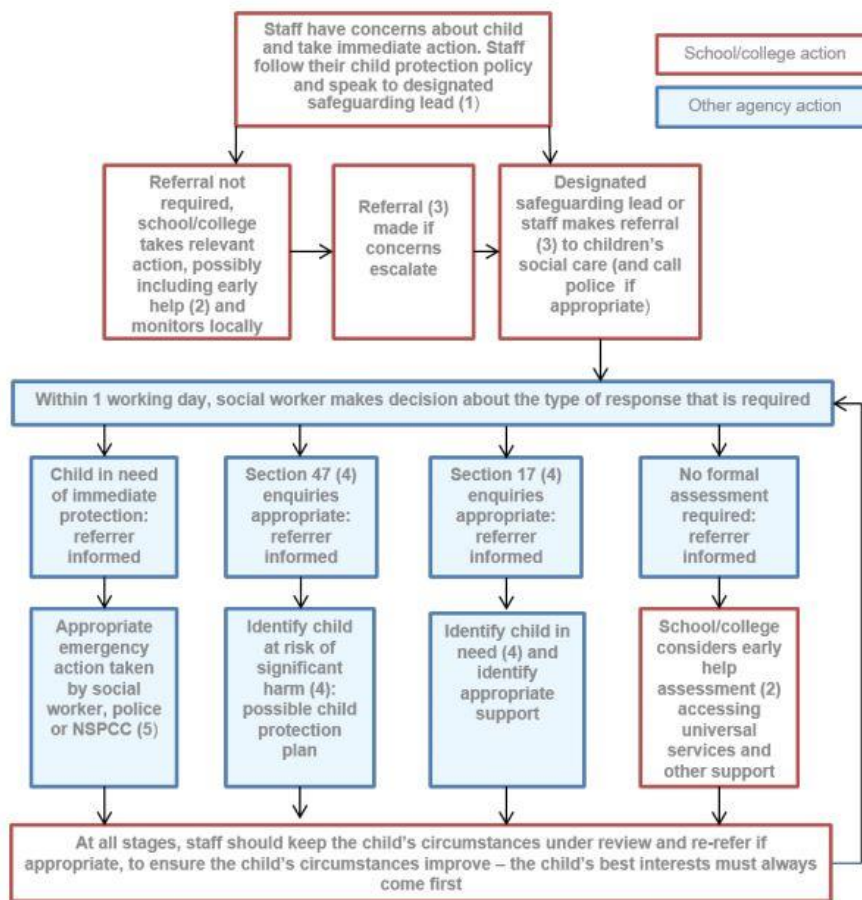 Staff have concerns about child
and take immediate action. Staff
follow their child protection policy
and speak to designated
safeguarding lead (1)
School/college action
Other agency action
Referral not
required,
school/college
takes relevant
action, possibly
including early
help (2) and
monitors locally
Referral (3)
made if
concerns
escalate
Designated
safeguarding lead or
staff makes referral
(3) to children’s
social care (and call
police if
appropriate)
Within 1 working day, social worker makes decision about the type of response that is required
Child in need
of immediate
protection:
referrer
informed
Section 47 (4)
enquiries
appropriate:
referrer
informed
Section 17 (4)
enquiries
appropriate:
referrer
informed
No formal
assessment
required:
referrer
informed
Appropriate
emergency
action taken
by social
worker, police
or NSPCC (5)
Identify child
at risk of
significant
harm (4):
possible child
protection
plan
Identify child in
need (4) and
identify
appropriate
support
School/college
considers early
help
assessment (2)
accessing
universal
services and
other support
At all stages, staff should keep the child’s circumstances under review and re-refer if
appropriate, to ensure the child’s circumstances improve – the child’s best interests must always
come first